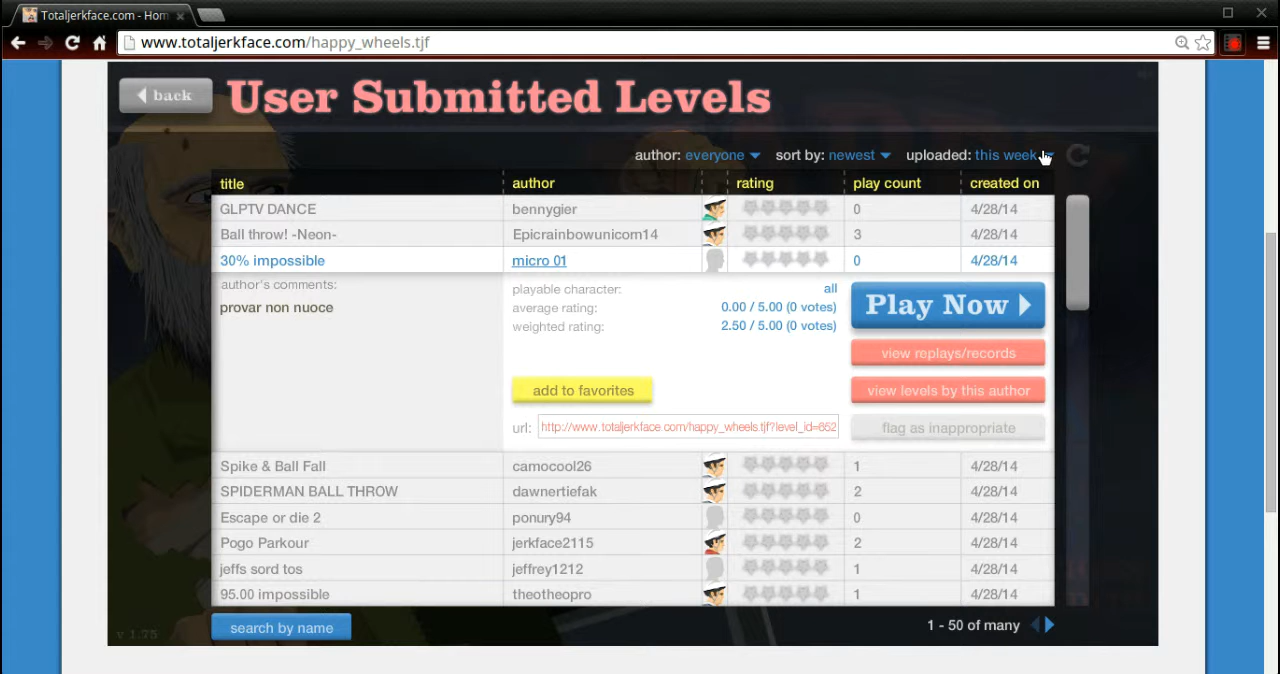 Totaljerkface.com - Hom
www.totaljerkface.com/happy_wheels.tjf
back
User Submitted Levels
author: everyone sort by: newest uploaded: this week
title author rating play count created on
GLPTV DANCE bennygier 0 4/28/14
Ball throw! -Neon- Epicrainbowunicorn14 3 4/28/14
30% impossible micro 01 0 4/28/14
author's comments:
provar non nuoce
playable character: all
average rating: 0.00 / 5.00 (0 votes)
weighted rating: 2.50 / 5.00 (0 votes)
add to favorites
url: http://www.totaljerkface.com/happy_wheels.tjf?level_id=652
Play Now
view replays/records
view levels by this author
flag as inappropriate
Spike & Ball Fall camocool26 1 4/28/14
SPIDERMAN BALL THROW dawnertiefak 2 4/28/14
Escape or die 2 ponury94 0 4/28/14
Pogo Parkour jerkface2115 2 4/28/14
jeffs sord tos jeffrey1212 1 4/28/14
95.00 impossible theotheopro 1 4/28/14
v 1.75
search by name
1 - 50 of many